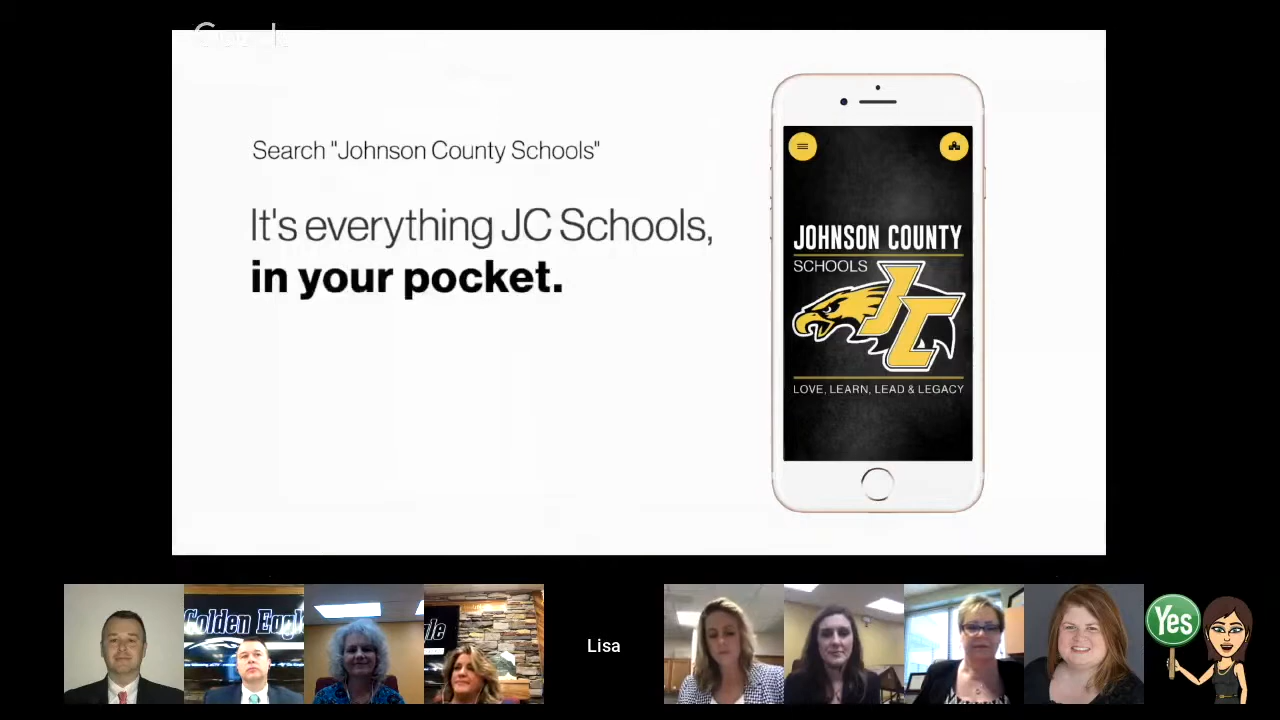 Search "Johnson County Schools"
It's everything JC Schools,
in your pocket.
JOHNSON COUNTY
SCHOOLS
JC
LOVE, LEARN, LEAD & LEGACY
Golden Eagle
Lisa
Yes